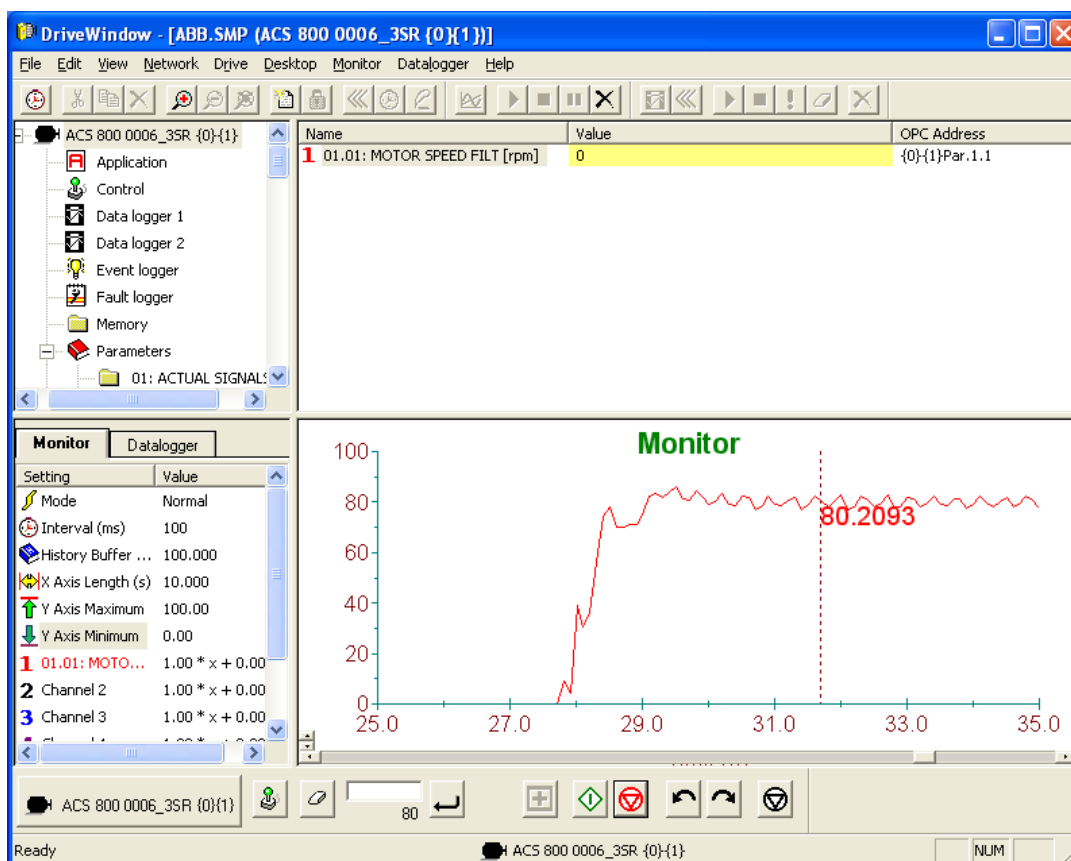 DriveWindow - [ABB.SMP (ACS 800 0006_3SR {0}{1})]
File Edit View Network Drive Desktop Monitor Datalogger Help
ACS 800 0006_3SR {0}{1}
Application
Control
Data logger 1
Data logger 2
Event logger
Fault logger
Memory
Parameters
01: ACTUAL SIGNALS
Name Value OPC Address
1 01.01: MOTOR SPEED FILT [rpm] 0 {0}{1}Par.1.1
Monitor Datalogger
Setting Value
Mode Normal
Interval (ms) 100
History Buffer ... 100.000
X Axis Length (s) 10.000
Y Axis Maximum 100.00
Y Axis Minimum 0.00
1 01.01: MOTO... 1.00 * x + 0.00
2 Channel 2 1.00 * x + 0.00
3 Channel 3 1.00 * x + 0.00
Monitor
100
80
60
40
20
0
80.2093
25.0 27.0 29.0 31.0 33.0 35.0
ACS 800 0006_3SR {0}{1}
80
Ready ACS 800 0006_3SR {0}{1} NUM